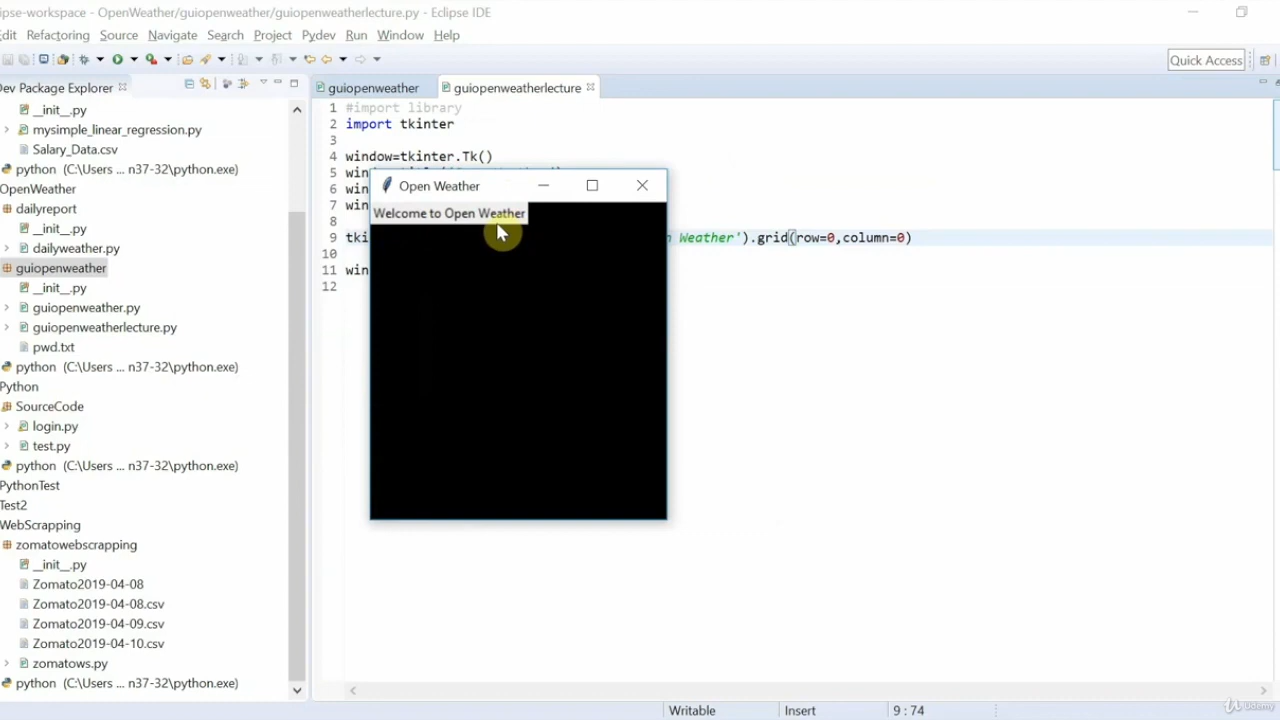 ipse-workspace - OpenWeather/guiopenweather/guiopenweatherlecture.py - Eclipse IDE
dit Refactoring Source Navigate Search Project Pydev Run Window Help
Quick Access
Dev Package Explorer
guiopenweather
guiopenweatherlecture
__init__.py
mysimple_linear_regression.py
Salary_Data.csv
python (C:\Users ... n37-32\python.exe)
OpenWeather
dailyreport
__init__.py
dailyweather.py
guiopenweather
__init__.py
guiopenweather.py
guiopenweatherlecture.py
pwd.txt
python (C:\Users ... n37-32\python.exe)
Python
SourceCode
login.py
test.py
python (C:\Users ... n37-32\python.exe)
PythonTest
Test2
WebScrapping
zomatowebscrapping
__init__.py
Zomato2019-04-08
Zomato2019-04-08.csv
Zomato2019-04-09.csv
Zomato2019-04-10.csv
zomatows.py
python (C:\Users ... n37-32\python.exe)
1 #import library
2 import tkinter
3
4 window=tkinter.Tk()
5 win
6 win
7 win
8
9 tki n Weather').grid(row=0,column=0)
10
11 win
12
Open Weather
Welcome to Open Weather
Writable Insert 9 : 74
Udemy